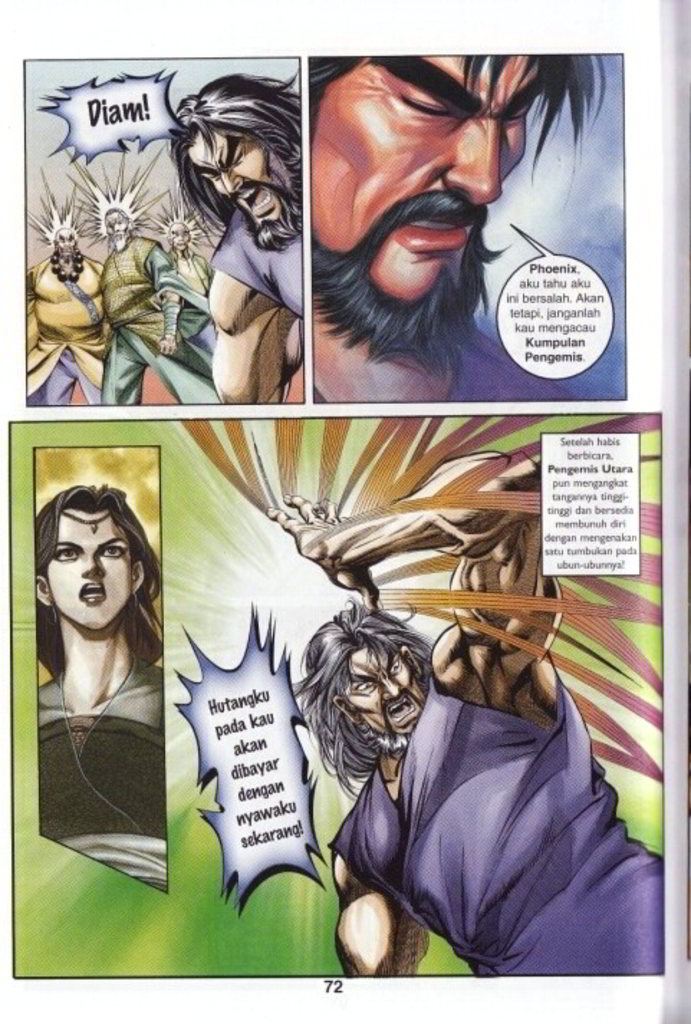 Diam!
Phoenix,
aku tahu aku
ini bersalah. Akan
tetapi, janganlah
kau mengacau
Kumpulan
Pengemis.
Setelah habis
berbicara,
Pengemis Utara
pun mengangkat
tangannya tinggi-
tinggi dan bersedia
membunuh diri
dengan mengenakan
satu tumbukan pada
ubun-ubunnya!
Hutangku
pada kau
akan
dibayar
dengan
nyawaku
sekarang!
72